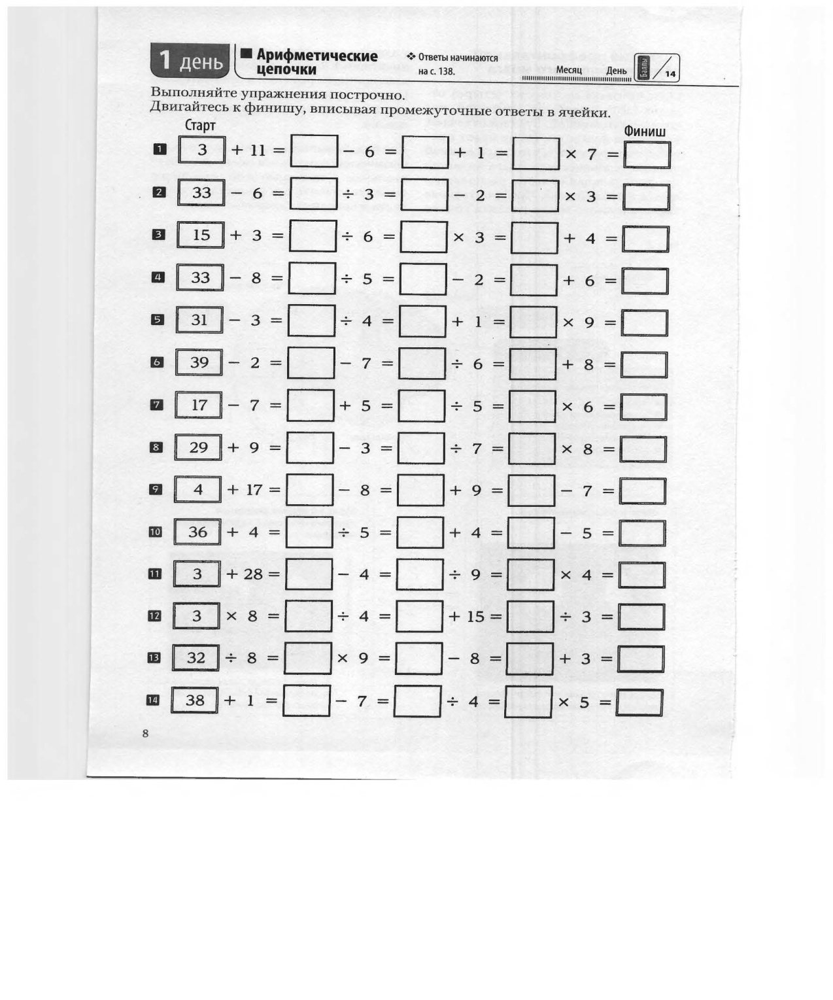 1 день
Арифметические
цепочки
❖ Ответы начинаются
на с. 138.
Месяц День
Баллы
/14
Выполняйте упражнения построчно.
Двигайтесь к финишу, вписывая промежуточные ответы в ячейки.
Старт Финиш
1 3 + 11 = − 6 = + 1 = × 7 =
2 33 − 6 = ÷ 3 = − 2 = × 3 =
3 15 + 3 = ÷ 6 = × 3 = + 4 =
4 33 − 8 = ÷ 5 = − 2 = + 6 =
5 31 − 3 = ÷ 4 = + 1 = × 9 =
6 39 − 2 = − 7 = ÷ 6 = + 8 =
7 17 − 7 = + 5 = ÷ 5 = × 6 =
8 29 + 9 = − 3 = ÷ 7 = × 8 =
9 4 + 17 = − 8 = + 9 = − 7 =
10 36 + 4 = ÷ 5 = + 4 = − 5 =
11 3 + 28 = − 4 = ÷ 9 = × 4 =
12 3 × 8 = ÷ 4 = + 15 = ÷ 3 =
13 32 ÷ 8 = × 9 = − 8 = + 3 =
14 38 + 1 = − 7 = ÷ 4 = × 5 =
8